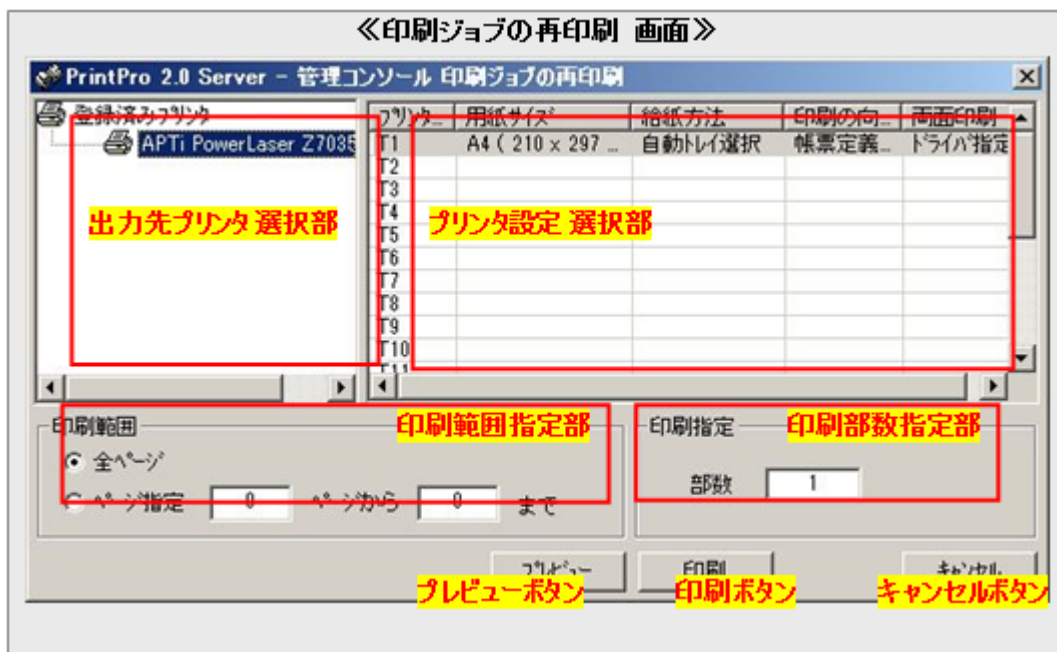 ≪印刷ジョブの再印刷 画面≫
PrintPro 2.0 Server - 管理コンソール 印刷ジョブの再印刷
登録済みプリンタ
APTi PowerLaser Z7035
プリンタ... 用紙サイズ 給紙方法 印刷の向... 両面印刷
T1 A4 ( 210 × 297 ... 自動トレイ選択 帳票定義... ドライバ指定
T2
T3
T4
T5
T6
T7
T8
T9
T10
T11
出力先プリンタ 選択部
プリンタ設定 選択部
印刷範囲
印刷範囲指定部
全ページ
ページ指定 0 ページから 0 まで
印刷指定
印刷部数指定部
部数 1
プレビュー
印刷
キャンセル
プレビューボタン
印刷ボタン
キャンセルボタン